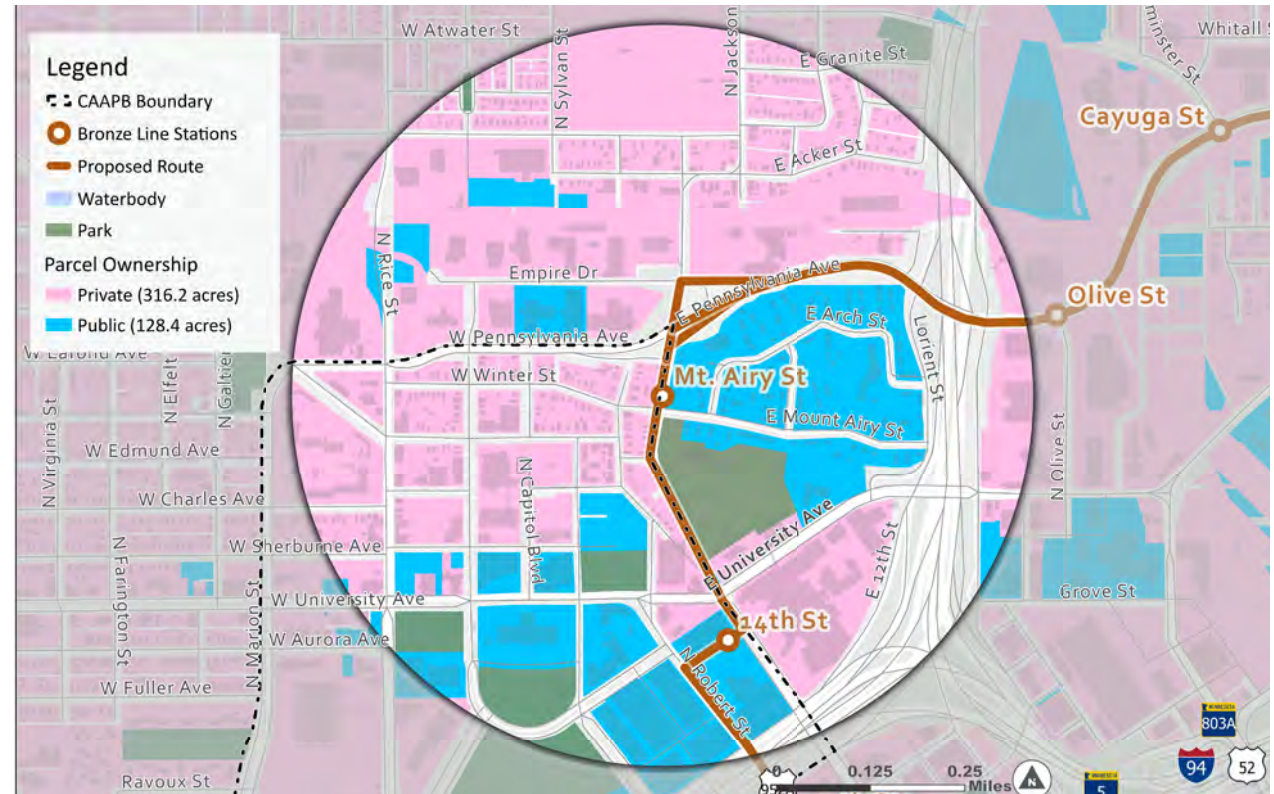 Legend
CAAPB Boundary
Bronze Line Stations
Proposed Route
Waterbody
Park
Parcel Ownership
Private (316.2 acres)
Public (128.4 acres)
W Atwater St
N Sylvan St
N Jackson
E Granite St
Whitall
E Acker St
Cayuga St
N Rice St
Empire Dr
E Pennsylvania Ave
Olive St
W Pennsylvania Ave
E Arch St
Lorient St
N Galtier
W Winter St
Mt. Airy St
E Mount Airy St
N Virginia St
W Edmund Ave
N Olive St
W Charles Ave
N Capitol Blvd
E University Ave
E 12th St
W Sherburne Ave
N Farington St
N Marion St
W University Ave
Grove St
W Aurora Ave
14th St
W Fuller Ave
N Robert St
Ravoux St
0 0.125 0.25
Miles
N
MINNESOTA
803A
94
52
MINNESOTA
5